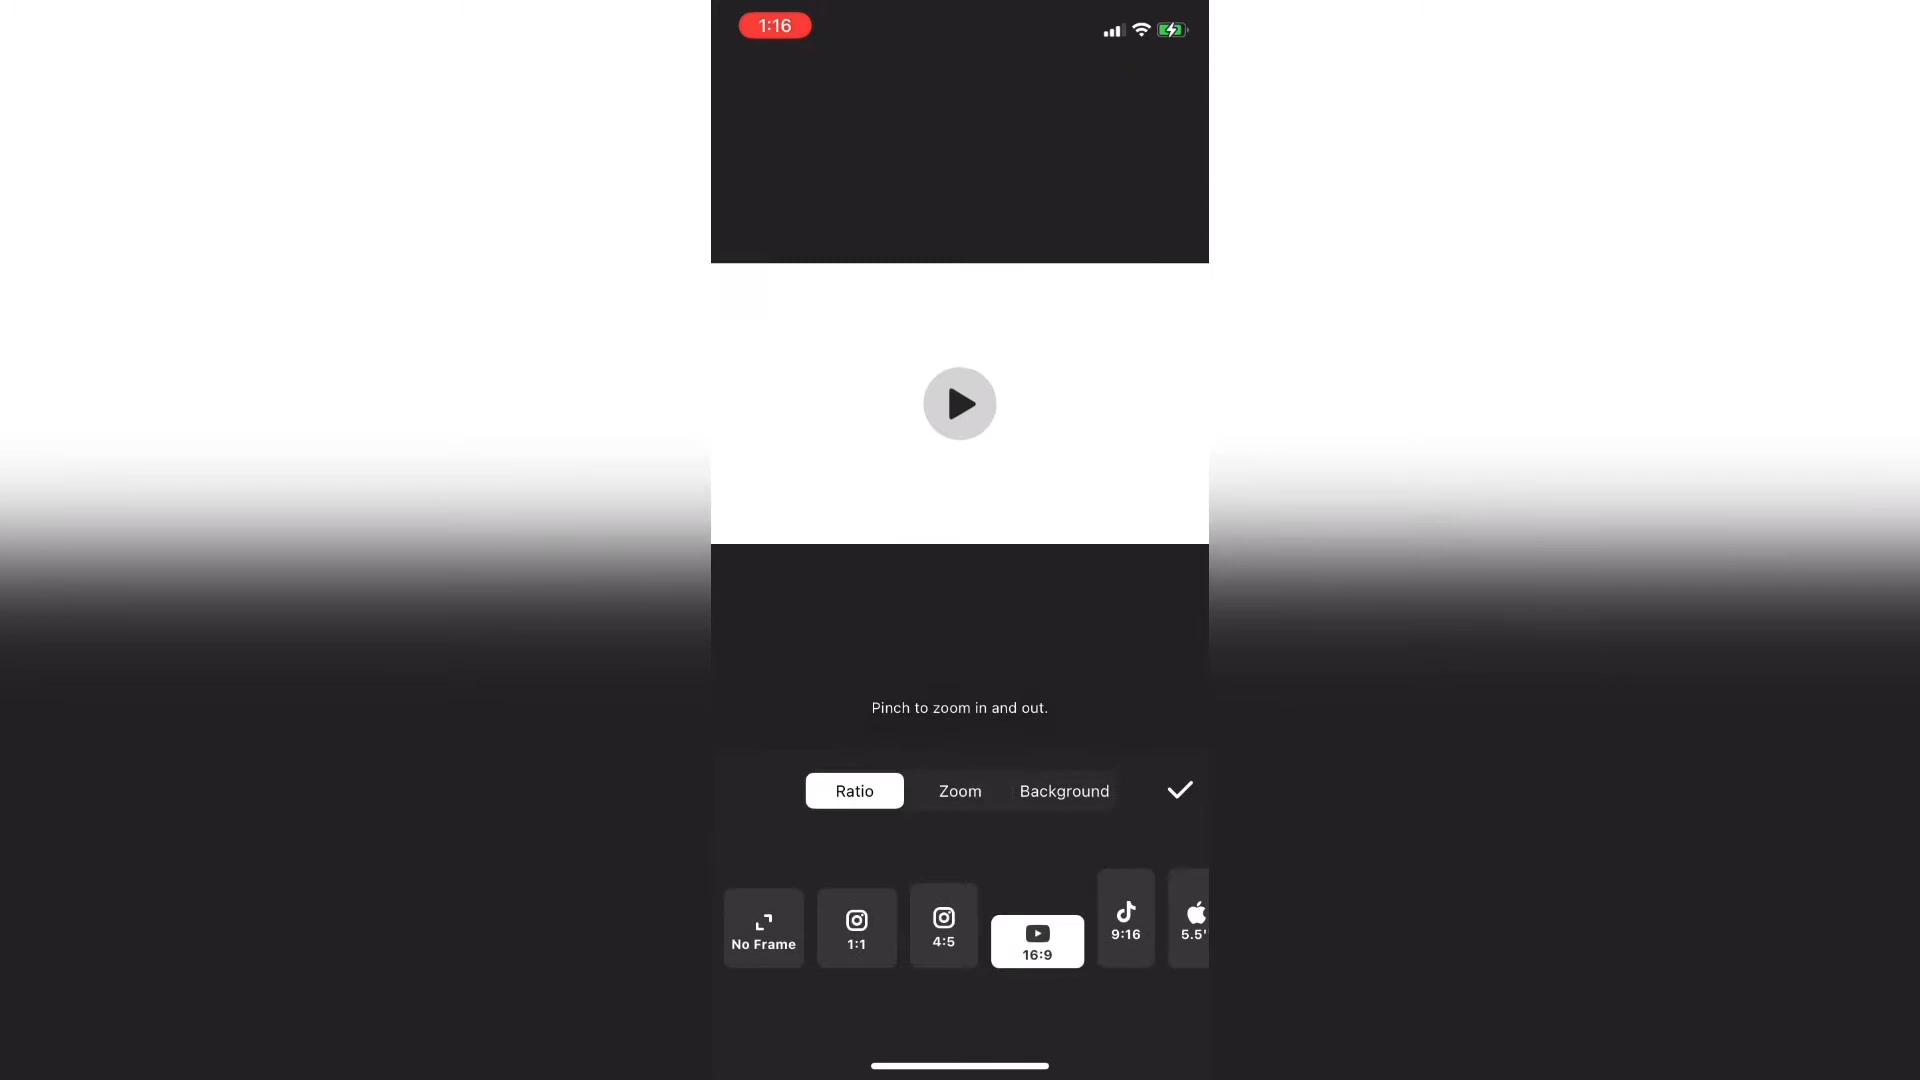 1:16
Pinch to zoom in and out.
Ratio
Zoom
Background
No Frame
1:1
4:5
16:9
9:16
5.5'